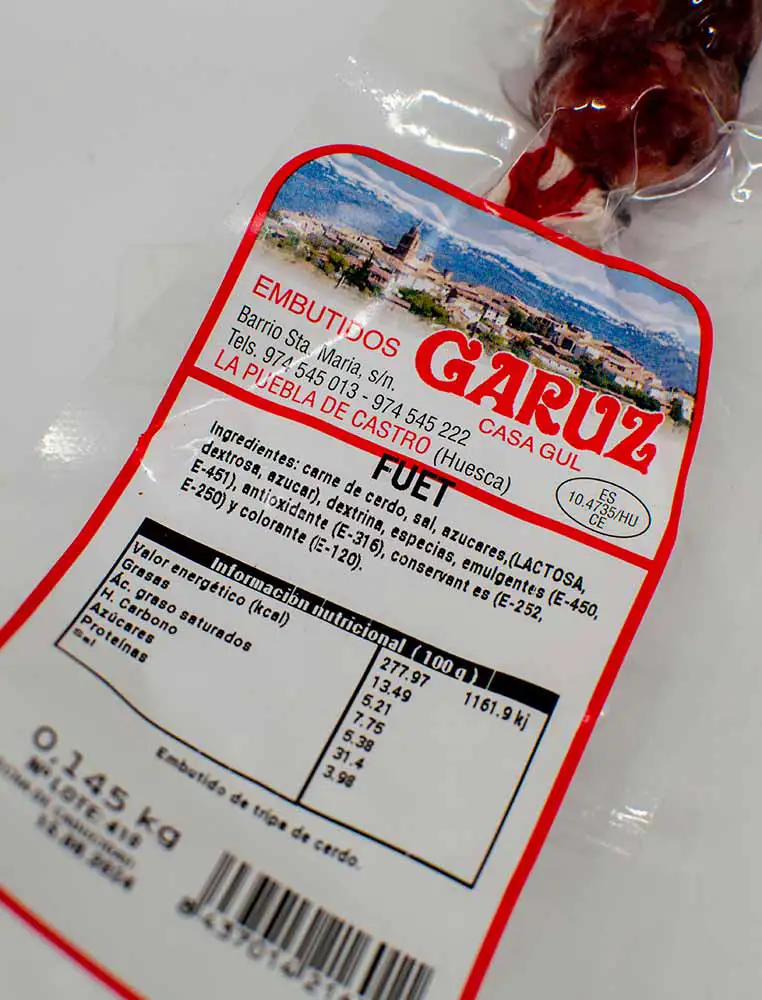 EMBUTIDOS GARUZ
CASA GUL
Barrio Sta. Maria, s/n.
Tels. 974 545 013 - 974 545 222
LA PUEBLA DE CASTRO (Huesca)
ES
10.4735/HU
CE
FUET
Ingredientes: carne de cerdo, sal, azucares,(LACTOSA,
dextrosa, azucar), dextrina, especias, emulgentes (E-450,
E-451), antioxidante (E-316), conservant es (E-252,
E-250) y colorante (E-120).
Información nutricional ( 100 g )
Valor energético (kcal) 277.97 1161.9 kj
Grasas 13.49
Ác. graso saturados 5.21
H. Carbono 7.75
Azúcares 5.38
Proteínas 31.4
Sal 3.98
Embutido de tripa de cerdo.
0,145 kg
Nº LOTE